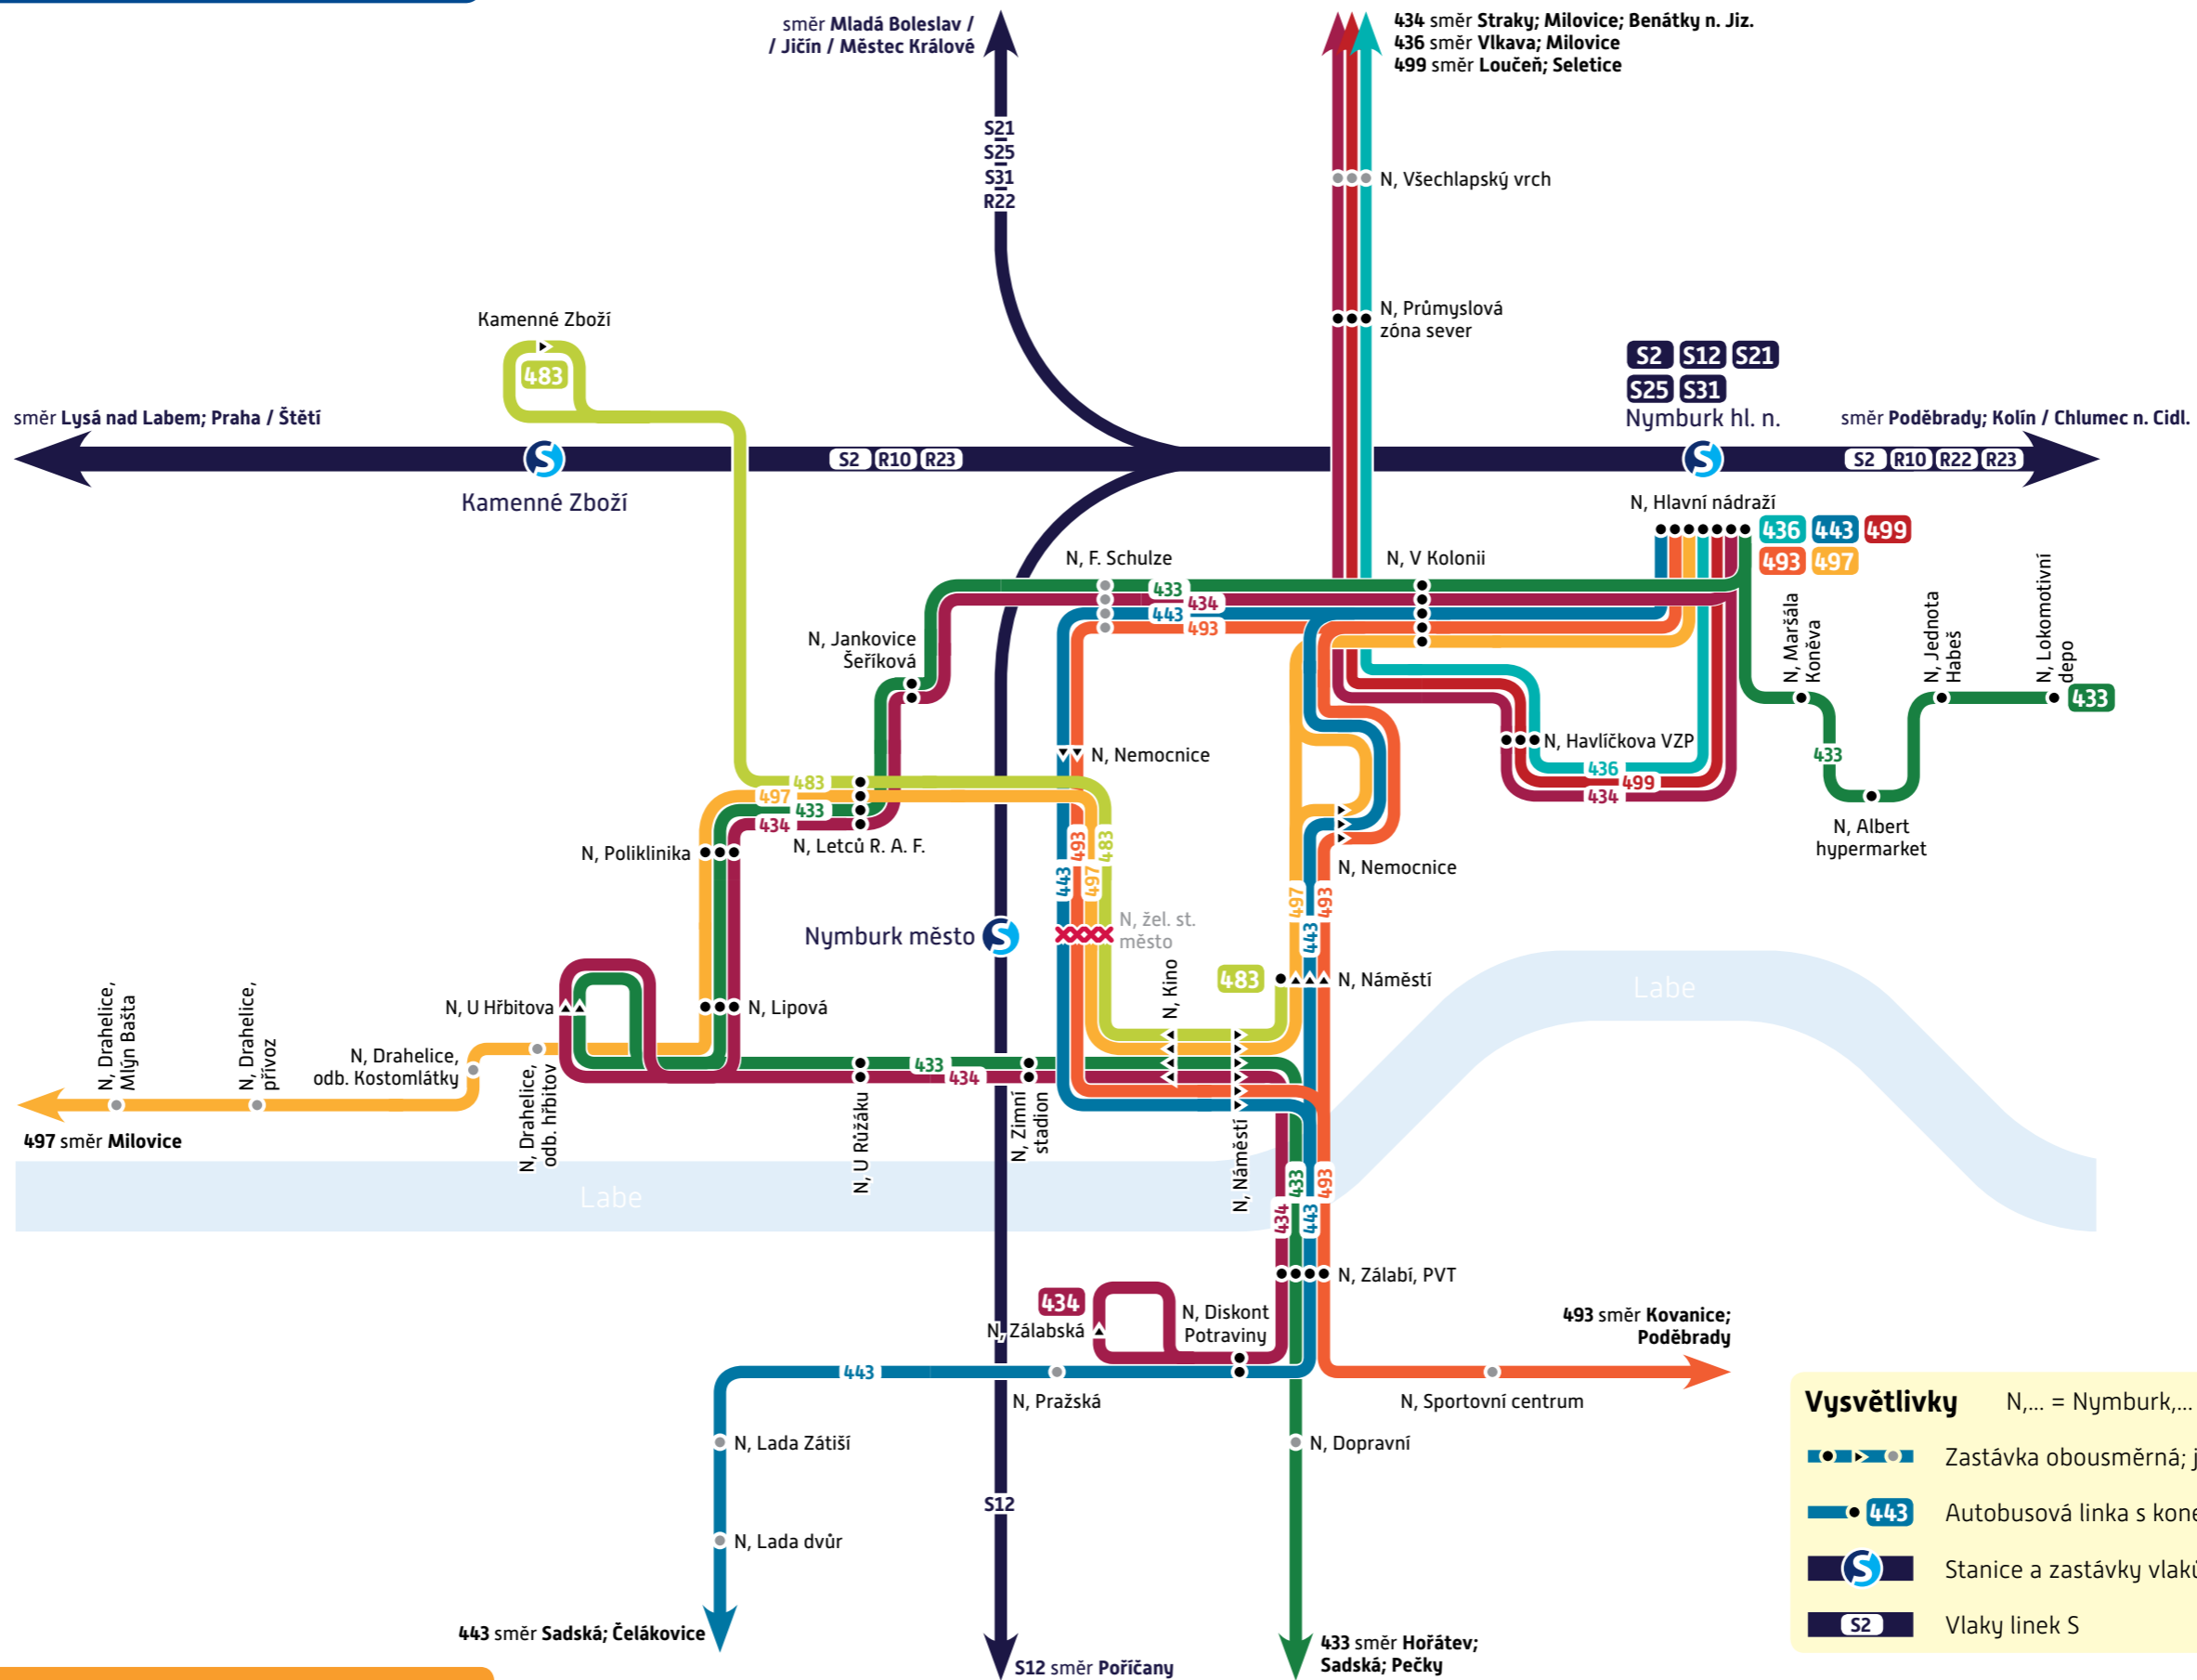 směr Mladá Boleslav /
/ Jičín / Městec Králové
434 směr Straky; Milovice; Benátky n. Jiz.
436 směr Vlkava; Milovice
499 směr Loučeň; Seletice
S21
S25
S31
R22
N, Všechlapský vrch
N, Průmyslová
zóna sever
Kamenné Zboží
483
S2 S12 S21
S25 S31
Nymburk hl. n.
směr Lysá nad Labem; Praha / Štětí
směr Poděbrady; Kolín / Chlumec n. Cidl.
S2 R10 R23
S2 R10 R22 R23
Kamenné Zboží
N, Hlavní nádraží
436 443 499
493 497
N, F. Schulze
N, V Kolonii
433
434
443
493
N, Jankovice
Šeříková
N, Maršála
Koněva
N, Jednota
Habeš
N, Lokomotivní
depo
433
433
N, Albert
hypermarket
N, Havlíčkova VZP
436
499
434
N, Nemocnice
483
497
433
434
N, Letců R. A. F.
N, Poliklinika
443
493
497
483
N, Nemocnice
497
443
493
Nymburk město
N, žel. st.
město
N, Kino
483
N, Náměstí
Labe
N, U Hřbitova
N, Lipová
N, Drahelice,
Mlýn Bašta
N, Drahelice,
přívoz
N, Drahelice,
odb. Kostomlátky
N, Drahelice,
odb. hřbitov
433
434
N, U Růžáku
N, Zimní
stadion
N, Náměstí
497 směr Milovice
Labe
434
433
443
493
N, Zálabí, PVT
434
N, Zálabská
N, Diskont
Potraviny
493 směr Kovanice;
Poděbrady
443
N, Pražská
N, Sportovní centrum
N, Lada Zátiší
N, Dopravní
S12
N, Lada dvůr
443 směr Sadská; Čelákovice
S12 směr Poříčany
433 směr Hořátev;
Sadská; Pečky
Vysvětlivky N,... = Nymburk,...
Zastávka obousměrná; j
443 Autobusová linka s kone
Stanice a zastávky vlaků
S2 Vlaky linek S